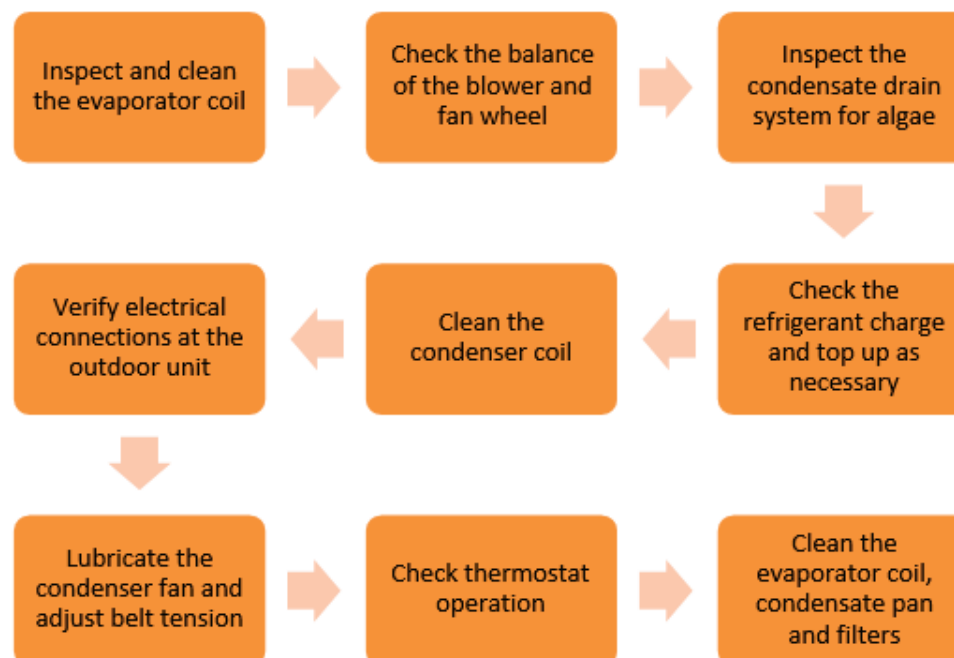 Inspect and clean
the evaporator coil
Check the balance
of the blower and
fan wheel
Inspect the
condensate drain
system for algae
Check the
refrigerant charge
and top up as
necessary
Clean the
condenser coil
Verify electrical
connections at the
outdoor unit
Lubricate the
condenser fan and
adjust belt tension
Check thermostat
operation
Clean the
evaporator coil,
condensate pan
and filters